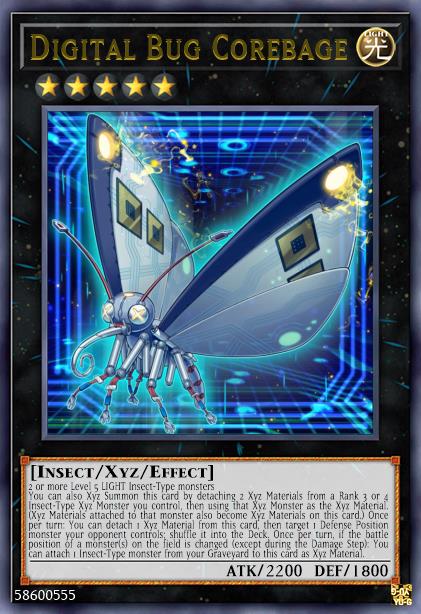 Digital Bug Corebage
LIGHT
光
[Insect/Xyz/Effect]
2 or more Level 5 LIGHT Insect-Type monsters
You can also Xyz Summon this card by detaching 2 Xyz Materials from a Rank 3 or 4
Insect-Type Xyz Monster you control, then using that Xyz Monster as the Xyz Material.
(Xyz Materials attached to that monster also become Xyz Materials on this card.) Once
per turn: You can detach 1 Xyz Material from this card, then target 1 Defense Position
monster your opponent controls; shuffle it into the Deck. Once per turn, if the battle
position of a monster(s) on the field is changed (except during the Damage Step): You
can attach 1 Insect-Type monster from your Graveyard to this card as Xyz Material.
ATK/2200 DEF/1800
58600555